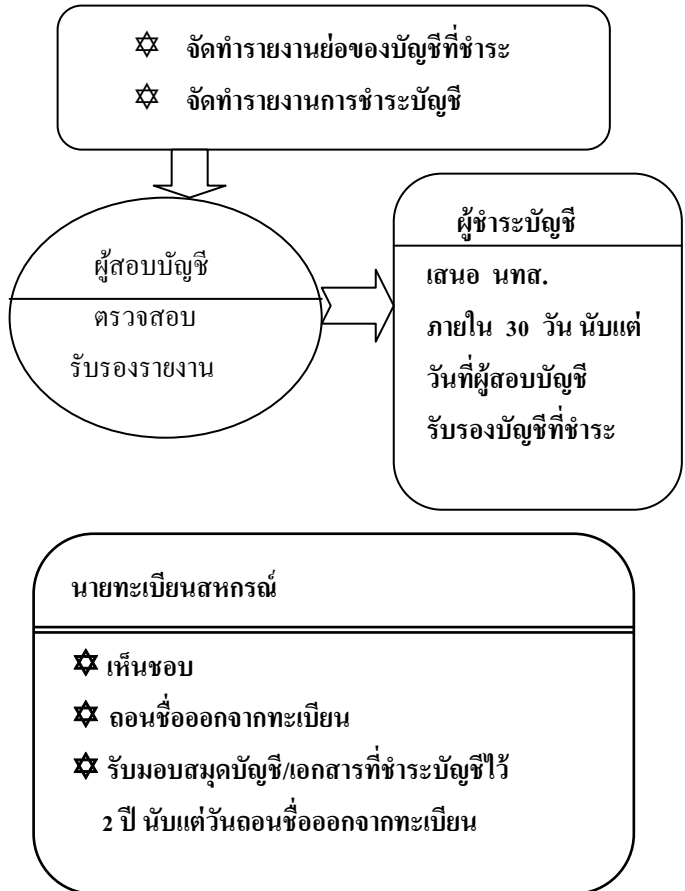 ✡ จัดทำรายงานย่อของบัญชีที่ชำระ
✡ จัดทำรายงานการชำระบัญชี
ผู้สอบบัญชี
ตรวจสอบ
รับรองรายงาน
ผู้ชำระบัญชี
เสนอ นทส.
ภายใน 30 วัน นับแต่
วันที่ผู้สอบบัญชี
รับรองบัญชีที่ชำระ
นายทะเบียนสหกรณ์
✡ เห็นชอบ
✡ ถอนชื่อออกจากทะเบียน
✡ รับมอบสมุดบัญชี/เอกสารที่ชำระบัญชีไว้
2 ปี นับแต่วันถอนชื่อออกจากทะเบียน